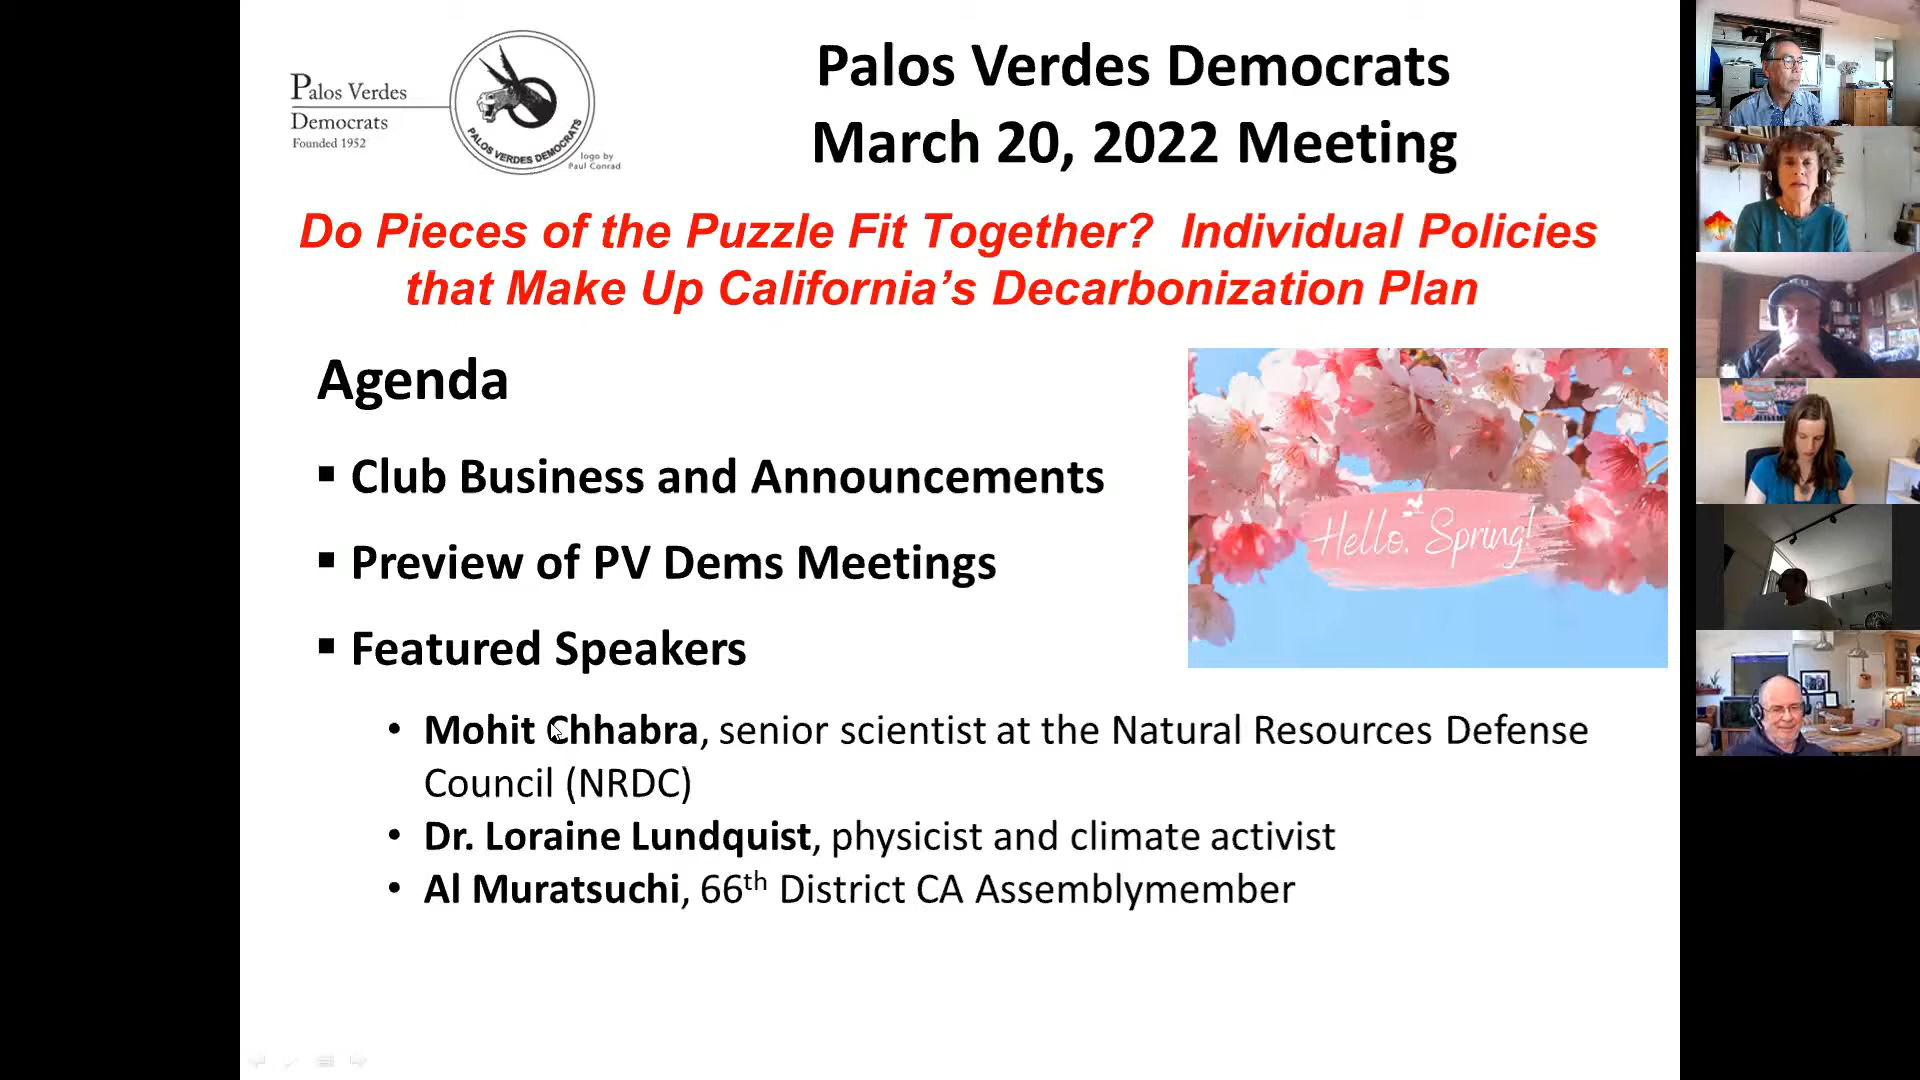 Palos Verdes
Democrats
Founded 1952
PALOS VERDES DEMOCRATS
logo by
Paul Conrad
Palos Verdes Democrats
March 20, 2022 Meeting
Do Pieces of the Puzzle Fit Together? Individual Policies
that Make Up California’s Decarbonization Plan
Agenda
▪ Club Business and Announcements
▪ Preview of PV Dems Meetings
▪ Featured Speakers
• Mohit Chhabra, senior scientist at the Natural Resources Defense
Council (NRDC)
• Dr. Loraine Lundquist, physicist and climate activist
• Al Muratsuchi, 66th District CA Assemblymember
Hello, Spring!